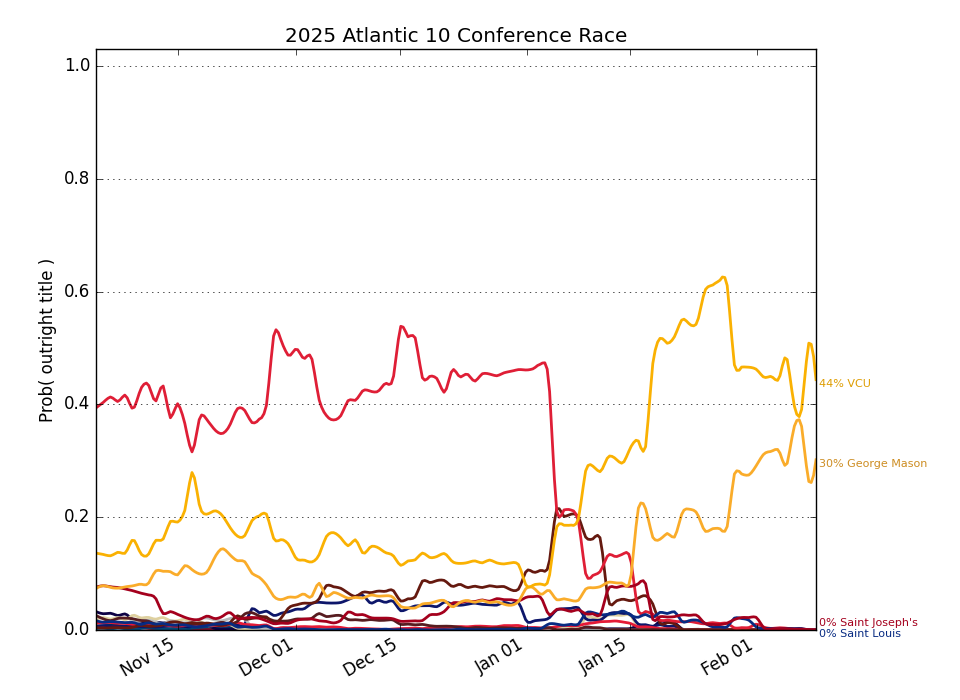 2025 Atlantic 10 Conference Race
Prob( outright title )
1.0
0.8
0.6
0.4
0.2
0.0
44% VCU
30% George Mason
0% Saint Joseph's
0% Saint Louis
Nov 15
Dec 01
Dec 15
Jan 01
Jan 15
Feb 01